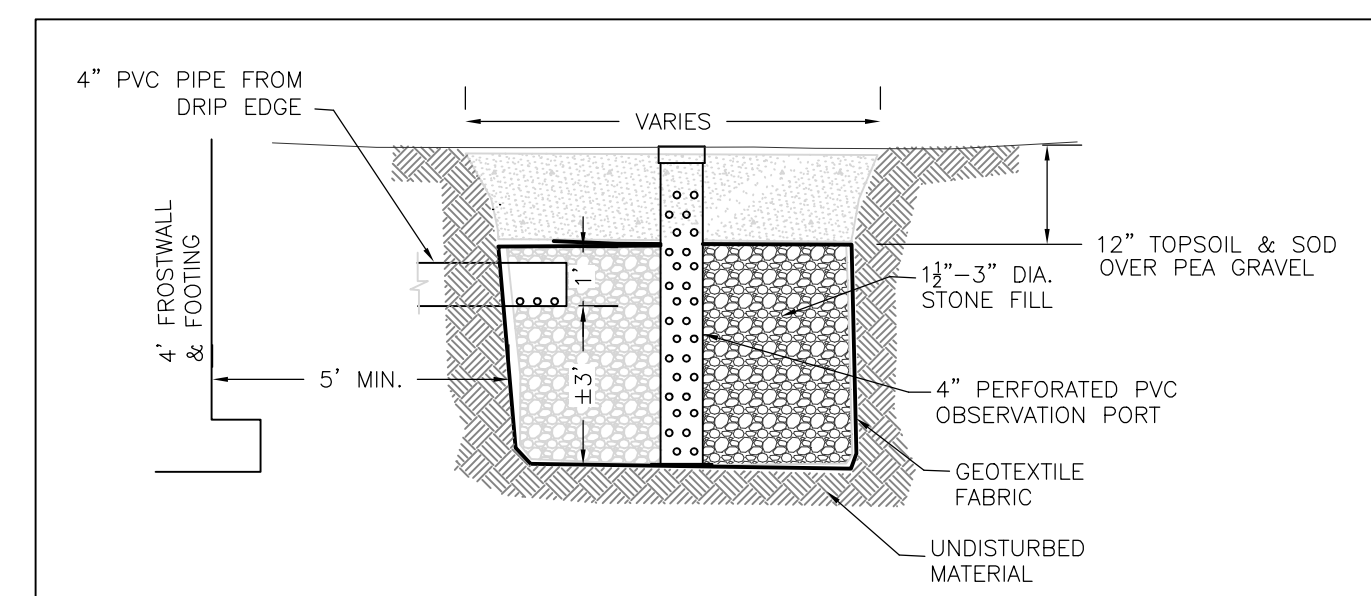 4” PVC PIPE FROM
DRIP EDGE
VARIES
4' FROSTWALL
& FOOTING
1'
12” TOPSOIL & SOD
OVER PEA GRAVEL
1½”–3” DIA.
STONE FILL
5' MIN.
±3'
4” PERFORATED PVC
OBSERVATION PORT
GEOTEXTILE
FABRIC
UNDISTURBED
MATERIAL